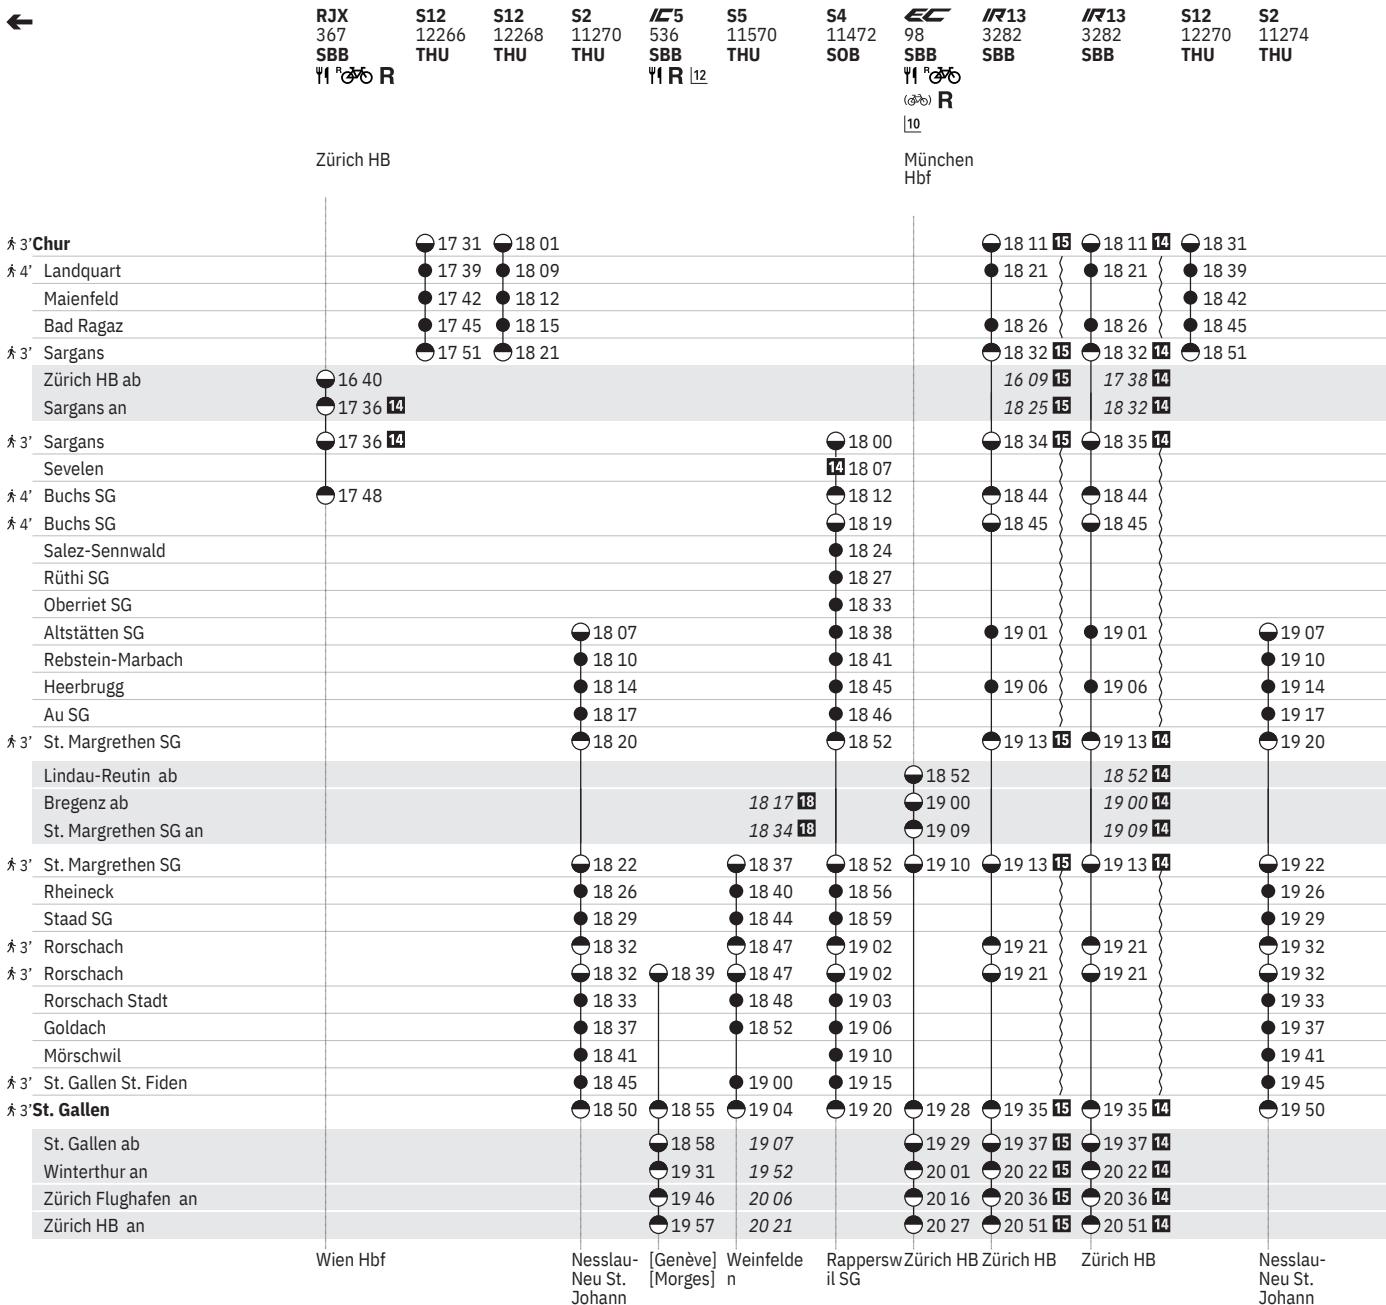 RJX S12 S12 S2 IC5 S5 S4 EC IR13 IR13 S12 S2
367 12266 12268 11270 536 11570 11472 98 3282 3282 12270 11274
SBB THU THU THU SBB THU SOB SBB SBB SBB THU THU
R R R 12 R
R
10
Zürich HB München
Hbf
3’ Chur 17 31 18 01 18 11 15 18 11 14 18 31
4’ Landquart 17 39 18 09 18 21 18 21 18 39
Maienfeld 17 42 18 12 18 42
Bad Ragaz 17 45 18 15 18 26 18 26 18 45
3’ Sargans 17 51 18 21 18 32 15 18 32 14 18 51
Zürich HB ab 16 40 16 09 15 17 38 14
Sargans an 17 36 14 18 25 15 18 32 14
3’ Sargans 17 36 14 18 00 18 34 15 18 35 14
Sevelen 14 18 07
4’ Buchs SG 17 48 18 12 18 44 18 44
4’ Buchs SG 18 19 18 45 18 45
Salez-Sennwald 18 24
Rüthi SG 18 27
Oberriet SG 18 33
Altstätten SG 18 07 18 38 19 01 19 01 19 07
Rebstein-Marbach 18 10 18 41 19 10
Heerbrugg 18 14 18 45 19 06 19 06 19 14
Au SG 18 17 18 46 19 17
3’ St. Margrethen SG 18 20 18 52 19 13 15 19 13 14 19 20
Lindau-Reutin ab 18 52 18 52 14
Bregenz ab 18 17 18 19 00 19 00 14
St. Margrethen SG an 18 34 18 19 09 19 09 14
3’ St. Margrethen SG 18 22 18 37 18 52 19 10 19 13 15 19 13 14 19 22
Rheineck 18 26 18 40 18 56 19 26
Staad SG 18 29 18 44 18 59 19 29
3’ Rorschach 18 32 18 47 19 02 19 21 19 21 19 32
3’ Rorschach 18 32 18 39 18 47 19 02 19 21 19 21 19 32
Rorschach Stadt 18 33 18 48 19 03 19 33
Goldach 18 37 18 52 19 06 19 37
Mörschwil 18 41 19 10 19 41
3’ St. Gallen St. Fiden 18 45 19 00 19 15 19 45
3’ St. Gallen 18 50 18 55 19 04 19 20 19 28 19 35 15 19 35 14 19 50
St. Gallen ab 18 58 19 07 19 29 19 37 15 19 37 14
Winterthur an 19 31 19 52 20 01 20 22 15 20 22 14
Zürich Flughafen an 19 46 20 06 20 16 20 36 15 20 36 14
Zürich HB an 19 57 20 21 20 27 20 51 15 20 51 14
Wien Hbf Nesslau- [Genève] Weinfelde Rappersw Zürich HB Zürich HB Zürich HB Nesslau-
Neu St. [Morges] n il SG Neu St.
Johann Johann